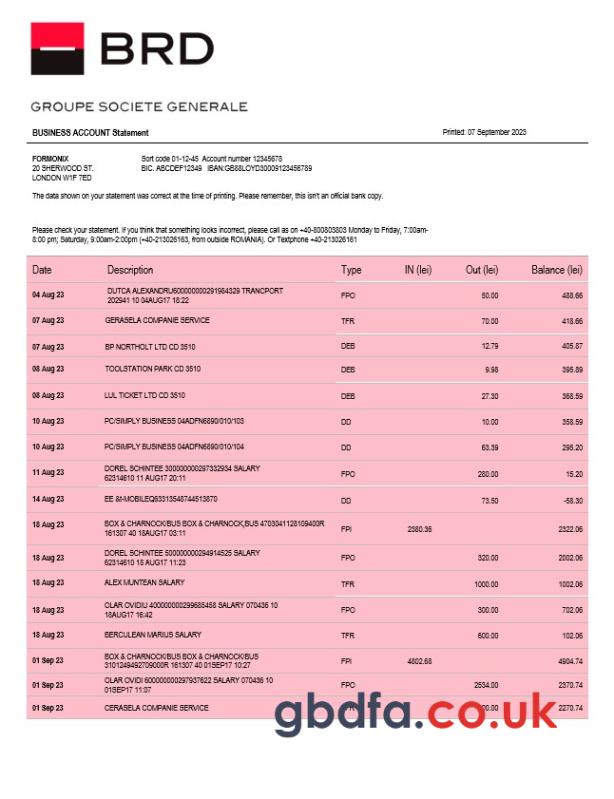 BRD
GROUPE SOCIETE GENERALE
BUSINESS ACCOUNT Statement Printed: 07 September 2023
FORMONIX Sort code 01-12-45 Account number 12345678
20 SHERWOOD ST. BIC. ABCDEF12349 IBAN:GB88LOYD30009123456789
LONDON W1F 7ED
The data shown on your statement was correct at the time of printing. Please remember, this isn't an official bank copy.
Please check your statement. If you think that something looks incorrect, please call as on +40-800803803 Monday to Friday, 7:00am-
8:00 pm; Saturday, 9:00am-2:00pm (+40-213026163, from outside ROMANIA). Or Textphone +40-213026161
Date Description Type IN (lei) Out (lei) Balance (lei)
04 Aug 23 DUTCA ALEXANDRU600000000291984329 TRANCPORT
202941 10 04AUG17 18:22 FPO 50.00 488.66
07 Aug 23 GERASELA COMPANIE SERVICE TFR 70.00 418.66
07 Aug 23 BP NORTHOLT LTD CD 3510 DEB 12.79 405.87
08 Aug 23 TOOLSTATION PARK CD 3510 DEB 9.98 395.89
08 Aug 23 LUL TICKET LTD CD 3510 DEB 27.30 368.59
10 Aug 23 PC/SIMPLY BUSINESS 04ADFN6890/010/103 DD 10.00 358.59
10 Aug 23 PC/SIMPLY BUSINESS 04ADFN6890/010/104 DD 63.39 295.20
11 Aug 23 DOREL SCHINTEE 300000000297332934 SALARY
62314610 11 AUG17 20:11 FPO 280.00 15.20
14 Aug 23 EE &t-MOBILEQ63313548744513870 DD 73.50 -58.30
18 Aug 23 BOX & CHARNOCK/BUS BOX & CHARNOCK,BUS 4703041128109400R
161307 40 18AUG17 03:11 FPI 2380.36 2322.06
18 Aug 23 DOREL SCHINTEE 500000000294914525 SALARY
62314610 18 AUG17 11:23 FPO 320.00 2002.06
18 Aug 23 ALEX MUNTEAN SALARY TFR 1000.00 1002.06
18 Aug 23 OLAR OVIDIU 400000000299685458 SALARY 070436 10
18AUG17 16:42 FPO 300.00 702.06
18 Aug 23 BERCULEAN MARIUS SALARY TFR 600.00 102.06
01 Sep 23 BOX & CHARNOCK/BUS BOX & CHARNOCK/BUS
3101249492709000R 161307 40 01SEP17 10:27 FPI 4802.68 4904.74
01 Sep 23 OLAR OVIDI 600000000297937622 SALARY 070436 10
01SEP17 11:07 FPO 2534.00 2370.74
01 Sep 23 CERASELA COMPANIE SERVICE 2270.74
gbdfa.co.uk